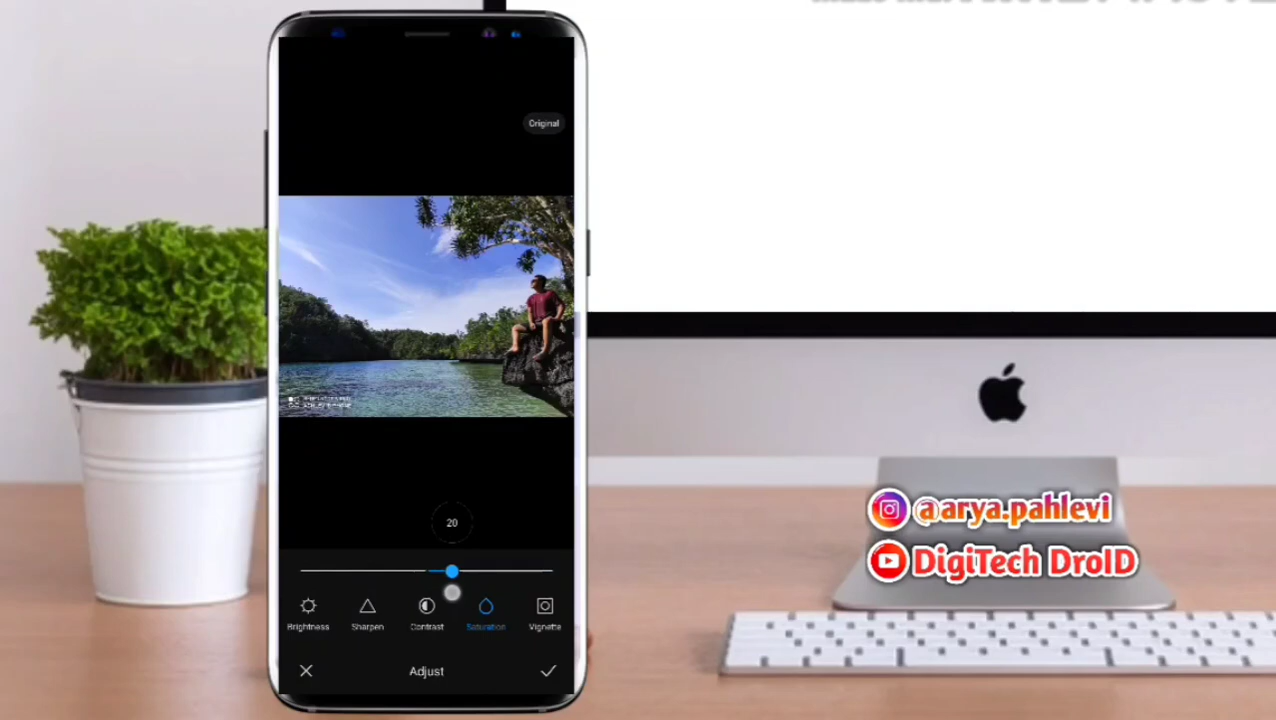 Original
20
Brightness
Sharpen
Contrast
Saturation
Vignette
Adjust
@arya.pahlevi
DigiTech DroID